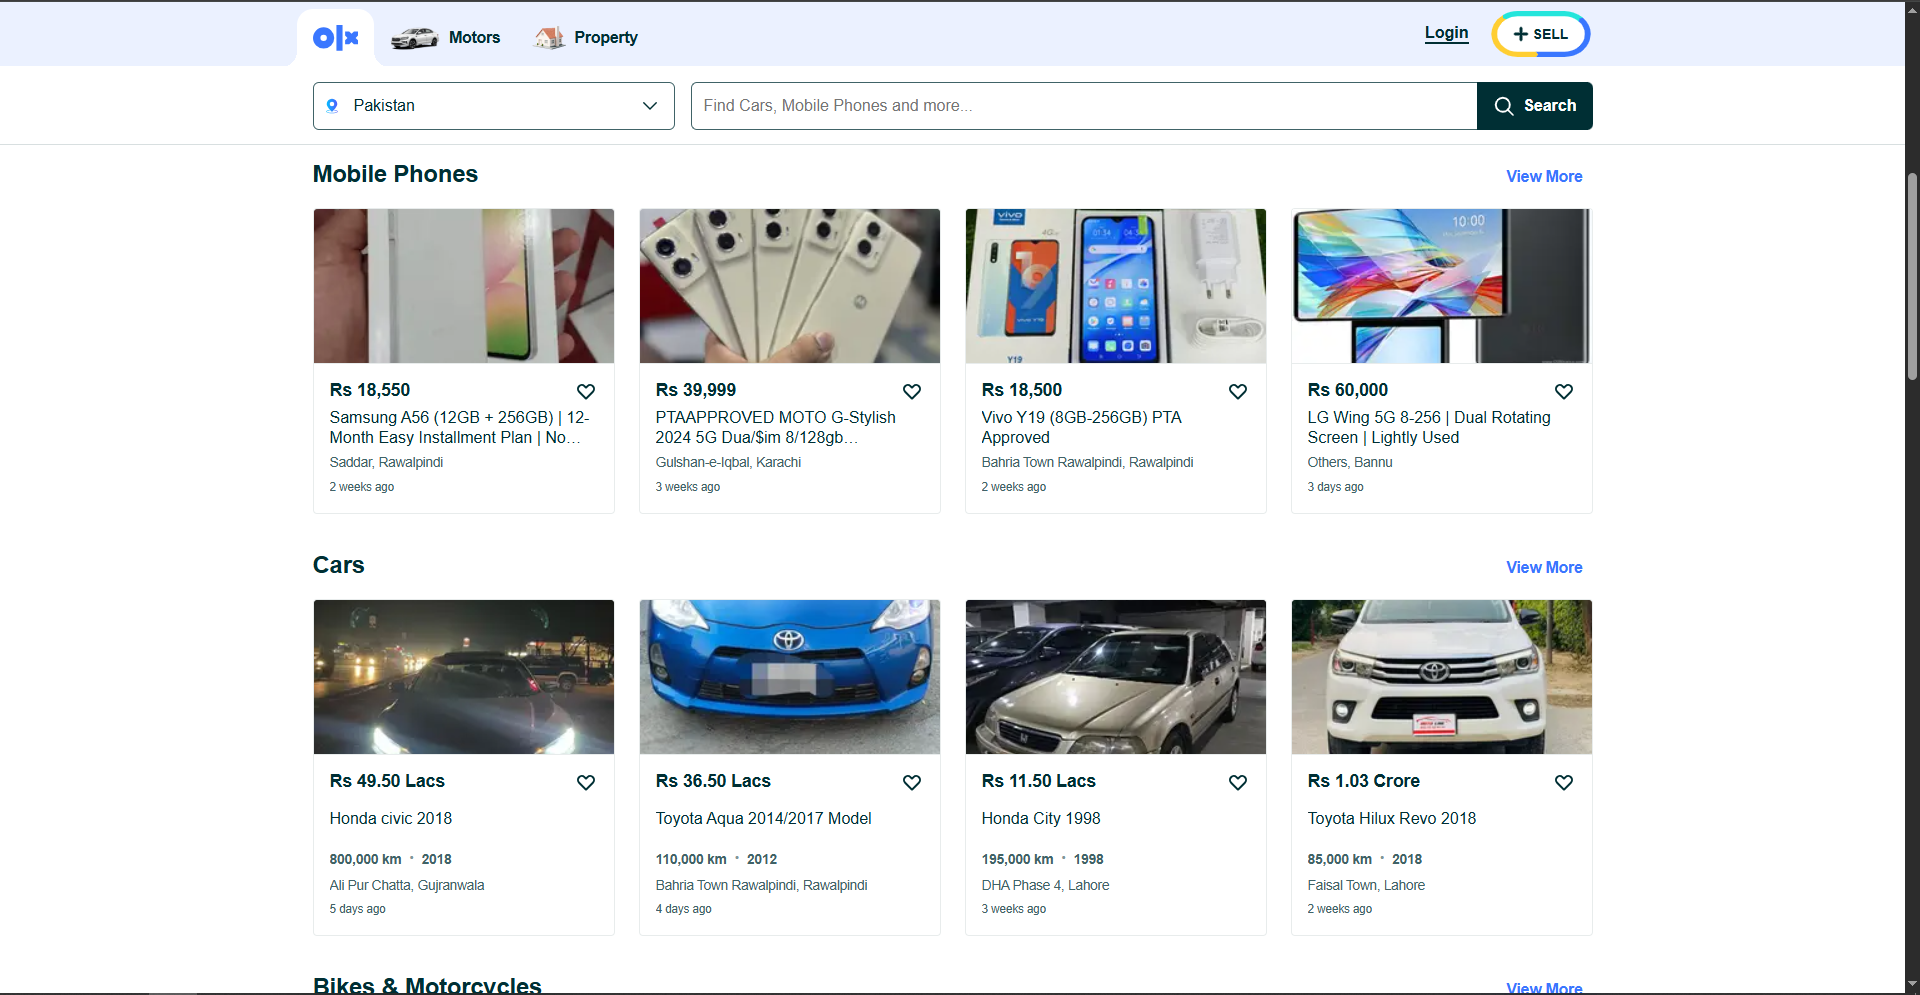 olx
Motors
Property
Login
+ SELL
Pakistan
Find Cars, Mobile Phones and more...
Search
Mobile Phones
View More
vivo
10:00
Y19
Rs 18,550
Samsung A56 (12GB + 256GB) | 12-
Month Easy Installment Plan | No...
Saddar, Rawalpindi
2 weeks ago
Rs 39,999
PTAAPPROVED MOTO G-Stylish
2024 5G Dua/$im 8/128gb...
Gulshan-e-Iqbal, Karachi
3 weeks ago
Rs 18,500
Vivo Y19 (8GB-256GB) PTA
Approved
Bahria Town Rawalpindi, Rawalpindi
2 weeks ago
Rs 60,000
LG Wing 5G 8-256 | Dual Rotating
Screen | Lightly Used
Others, Bannu
3 days ago
Cars
View More
Rs 49.50 Lacs
Honda civic 2018
800,000 km • 2018
Ali Pur Chatta, Gujranwala
5 days ago
Rs 36.50 Lacs
Toyota Aqua 2014/2017 Model
110,000 km • 2012
Bahria Town Rawalpindi, Rawalpindi
4 days ago
Rs 11.50 Lacs
Honda City 1998
195,000 km • 1998
DHA Phase 4, Lahore
3 weeks ago
Rs 1.03 Crore
Toyota Hilux Revo 2018
85,000 km • 2018
Faisal Town, Lahore
2 weeks ago
Bikes & Motorcycles
View More